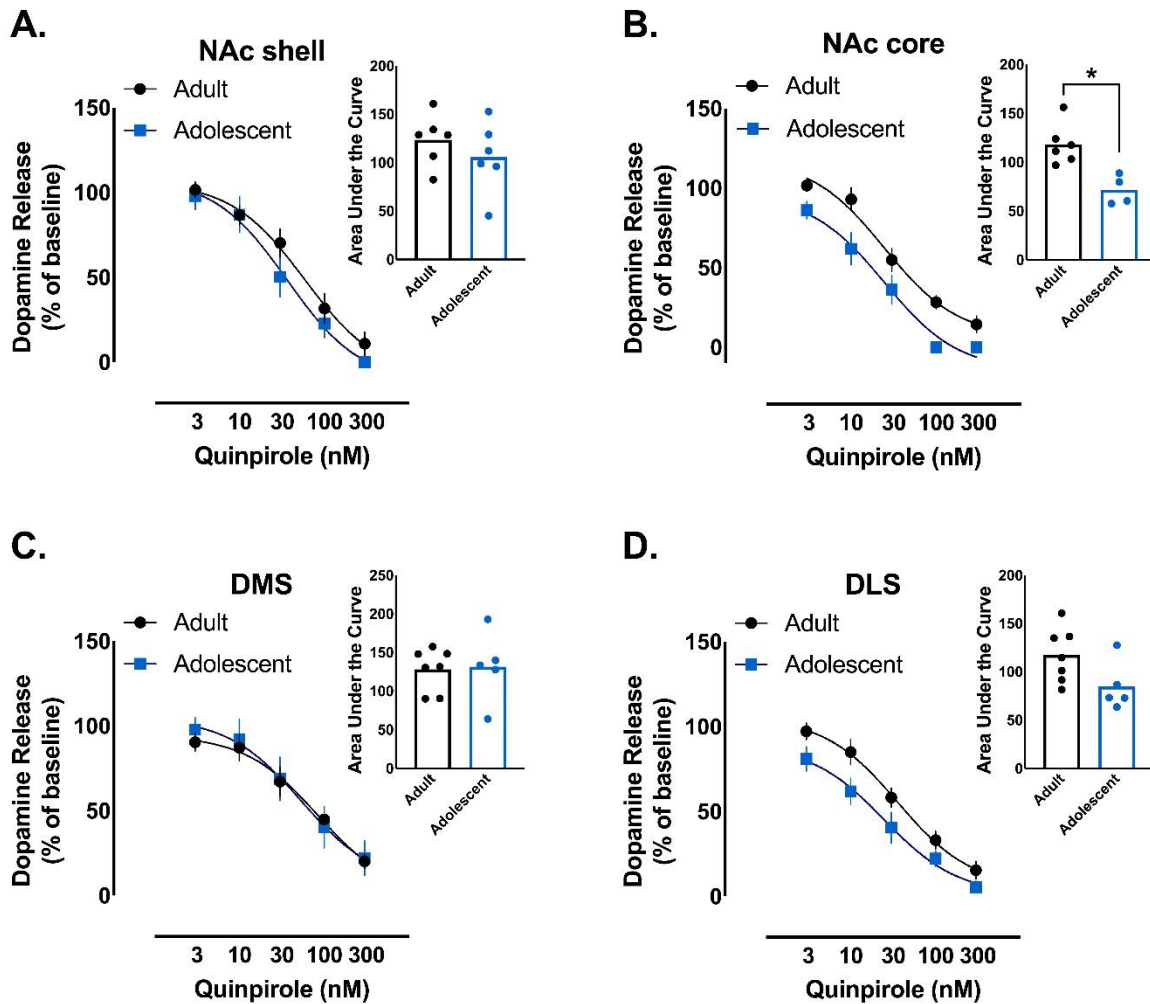 A.
NAc shell
Adult
Adolescent
Dopamine Release
(% of baseline)
150
100
50
0
3 10 30 100 300
Quinpirole (nM)
Area Under the Curve
200
150
100
50
0
Adult
Adolescent
B.
NAc core
Adult
Adolescent
Dopamine Release
(% of baseline)
150
100
50
0
3 10 30 100 300
Quinpirole (nM)
Area Under the Curve
200
150
100
50
0
*
Adult
Adolescent
C.
DMS
Adult
Adolescent
Dopamine Release
(% of baseline)
150
100
50
0
3 10 30 100 300
Quinpirole (nM)
Area Under the Curve
250
200
150
100
50
0
Adult
Adolescent
D.
DLS
Adult
Adolescent
Dopamine Release
(% of baseline)
150
100
50
0
3 10 30 100 300
Quinpirole (nM)
Area Under the Curve
200
150
100
50
0
Adult
Adolescent